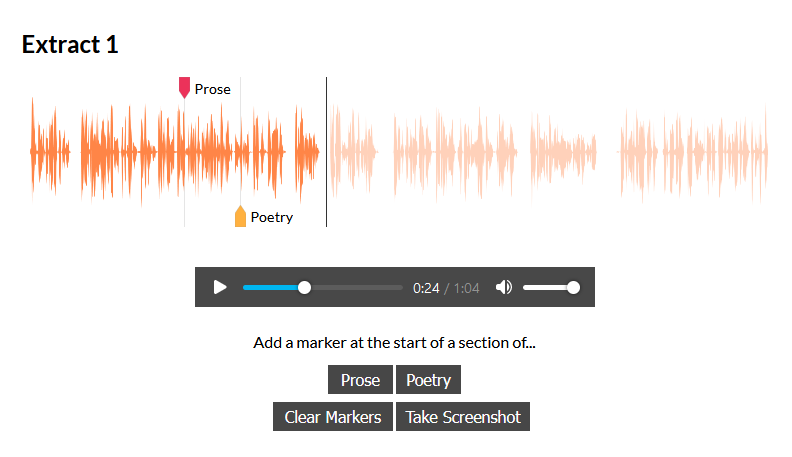 Extract 1
Prose
Poetry
0:24 / 1:04
Add a marker at the start of a section of...
Prose Poetry
Clear Markers Take Screenshot